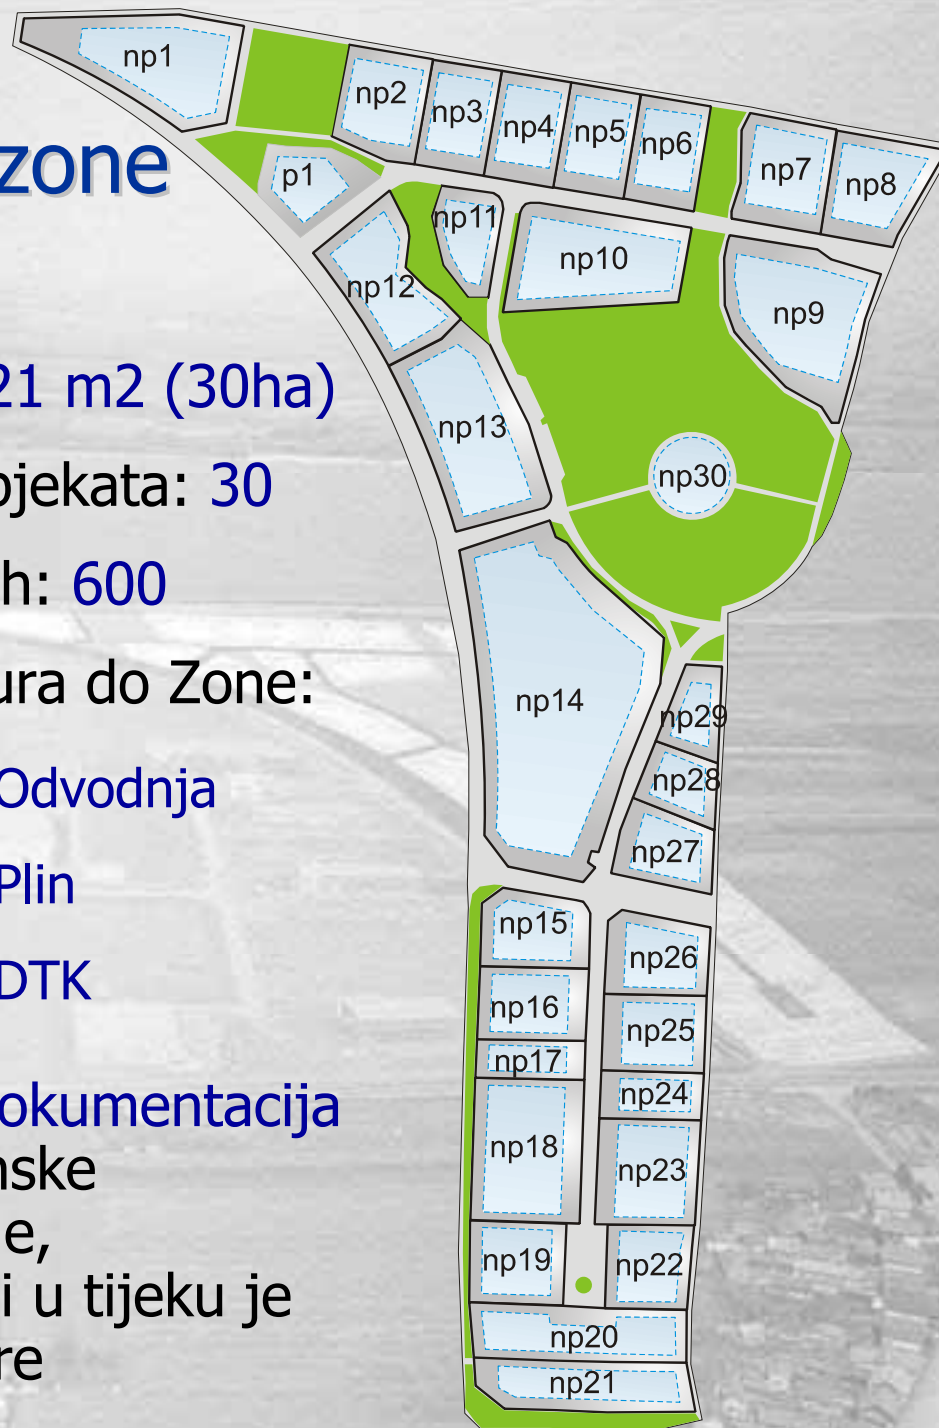 zone
21 m2 (30ha)
objekata: 30
h: 600
ura do Zone:
Odvodnja
Plin
DTK
okumentacija
nske
e,
i u tijeku je
re
np1
np2
np3
np4
np5
np6
np7
np8
p1
np11
np10
np12
np9
np13
np30
np14
np29
np28
np27
np15
np26
np16
np25
np17
np24
np18
np23
np19
np22
np20
np21